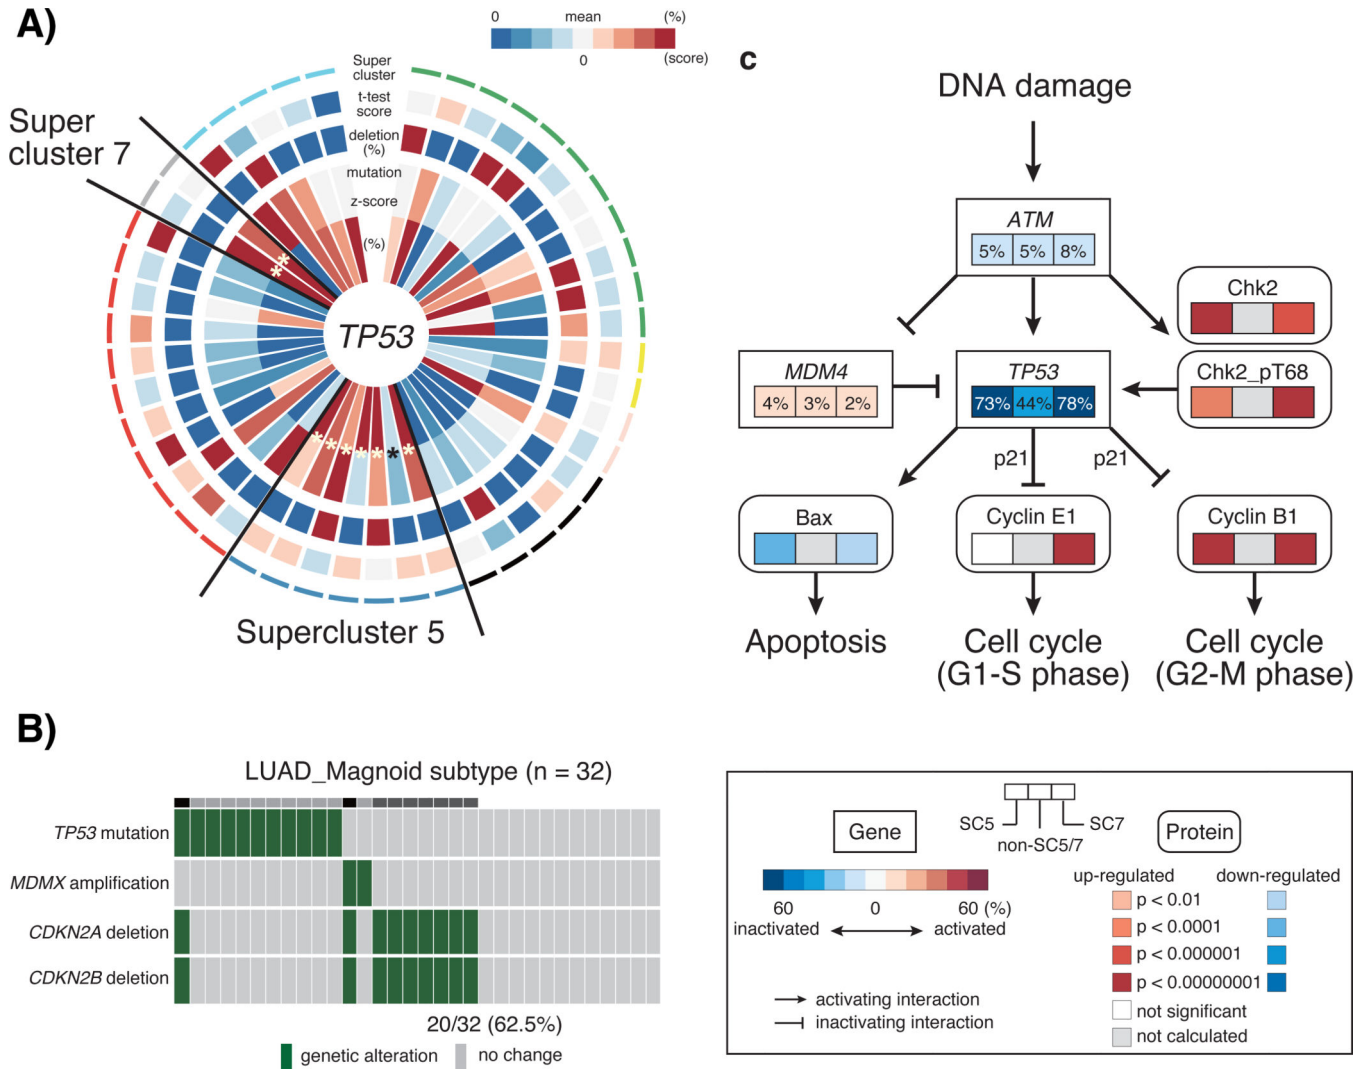 A)
0 mean (%)
0 (score)
Super
cluster
t-test
score
deletion
(%)
mutation
z-score
(%)
Super
cluster 7
TP53
* *
* * * * * * *
Supercluster 5
c
DNA damage
ATM
5% 5% 8%
Chk2
MDM4
4% 3% 2%
TP53
73% 44% 78%
Chk2_pT68
p21 p21
Bax
Cyclin E1
Cyclin B1
Apoptosis
Cell cycle
(G1-S phase)
Cell cycle
(G2-M phase)
B)
LUAD_Magnoid subtype (n = 32)
TP53 mutation
MDMX amplification
CDKN2A deletion
CDKN2B deletion
20/32 (62.5%)
genetic alteration no change
Gene
SC5 SC7
non-SC5/7
Protein
60 0 60 (%)
inactivated activated
activating interaction
inactivating interaction
up-regulated down-regulated
p < 0.01
p < 0.0001
p < 0.000001
p < 0.00000001
not significant
not calculated